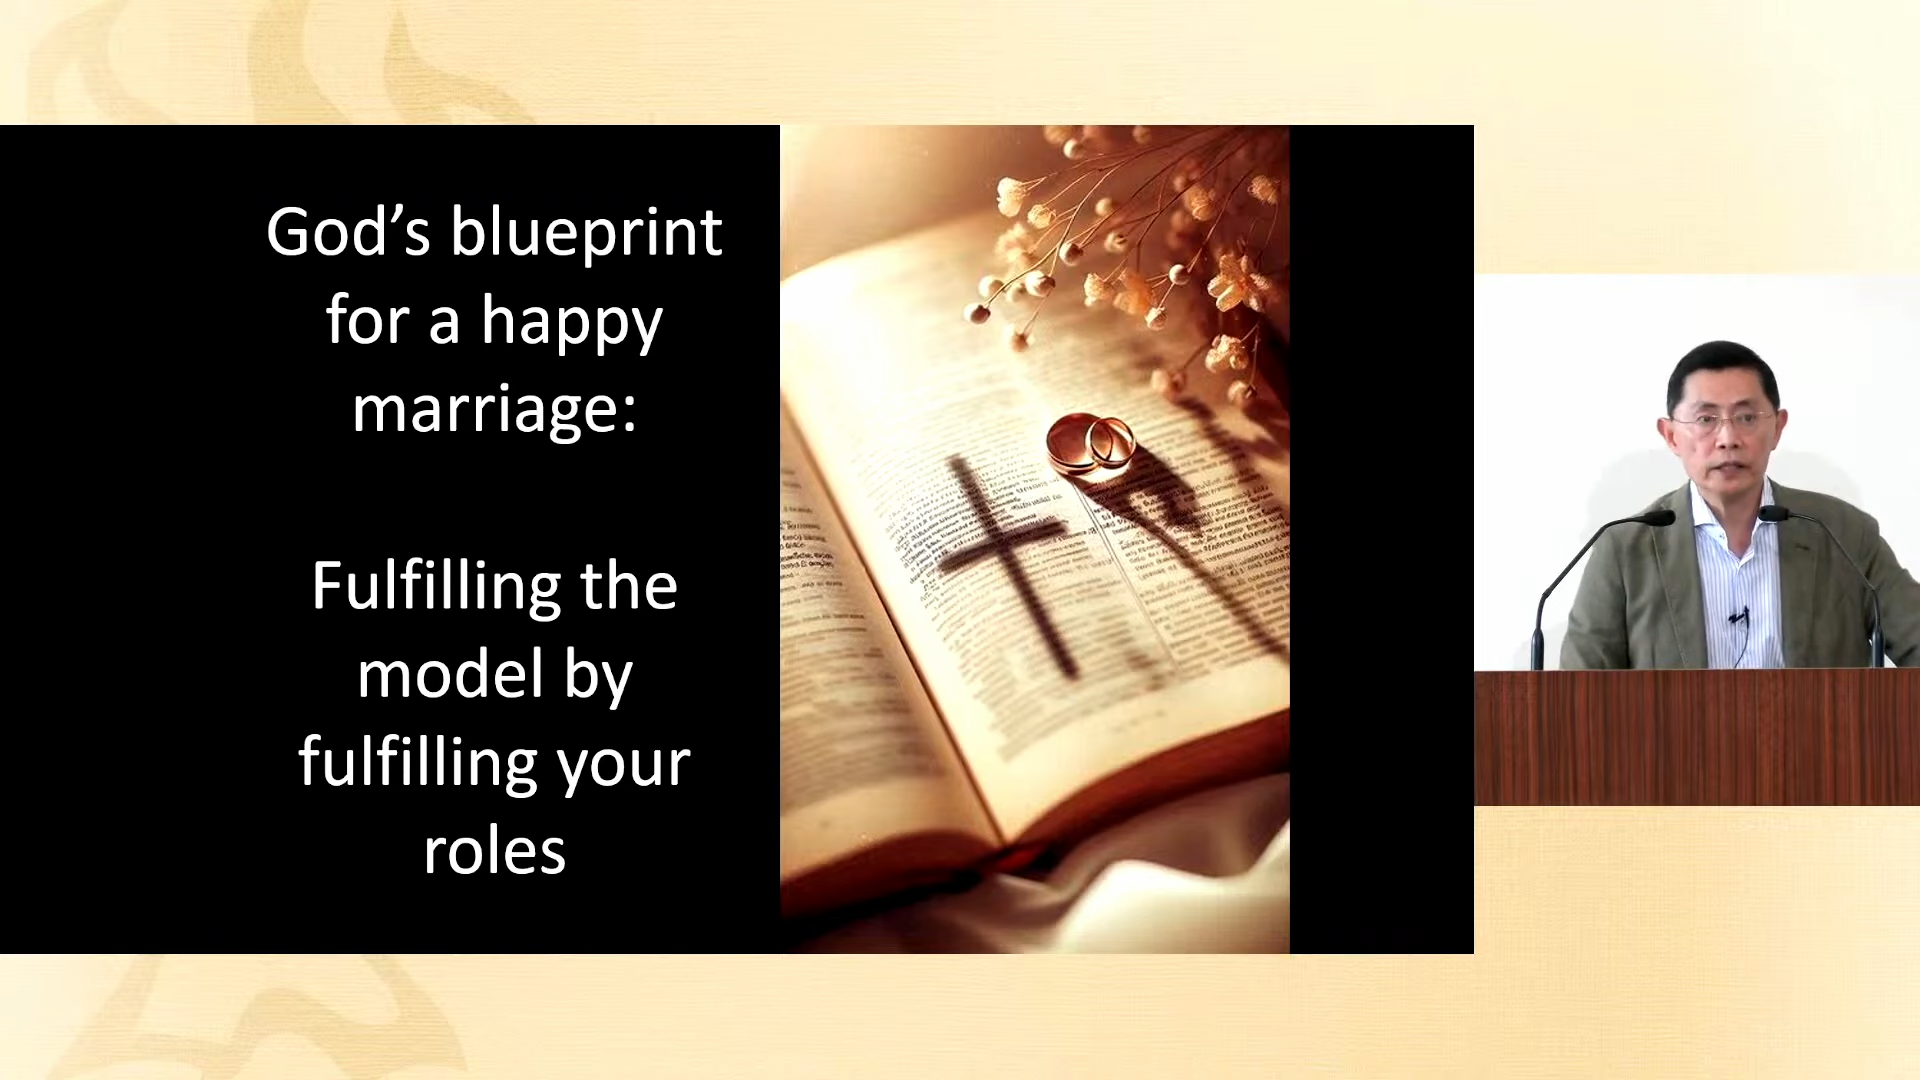 God’s blueprint
for a happy
marriage:
Fulfilling the
model by
fulfilling your
roles